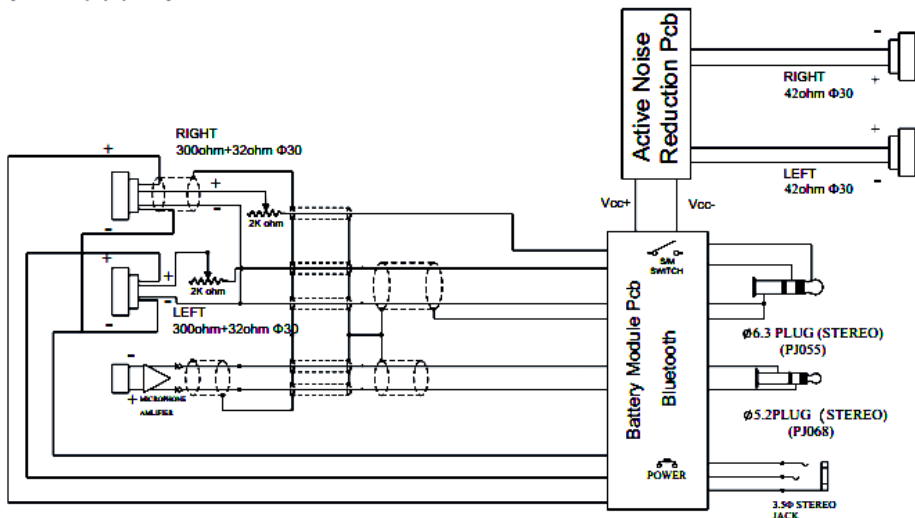 Active Noise
Reduction Pcb
-
RIGHT
+
42ohm Φ30
+
LEFT
-
42ohm Φ30
Vcc+
Vcc-
RIGHT
300ohm+32ohm Φ30
+
+
-
-
2K ohm
+
+
-
-
2K ohm
LEFT
300ohm+32ohm Φ30
-
+
MICROPHONE
AMLIFIER
Battery Module Pcb
Bluetooth
S/M
SWITCH
POWER
ø6.3 PLUG (STEREO)
(PJ055)
ø5.2PLUG (STEREO)
(PJ068)
3.5Φ STEREO
JACK